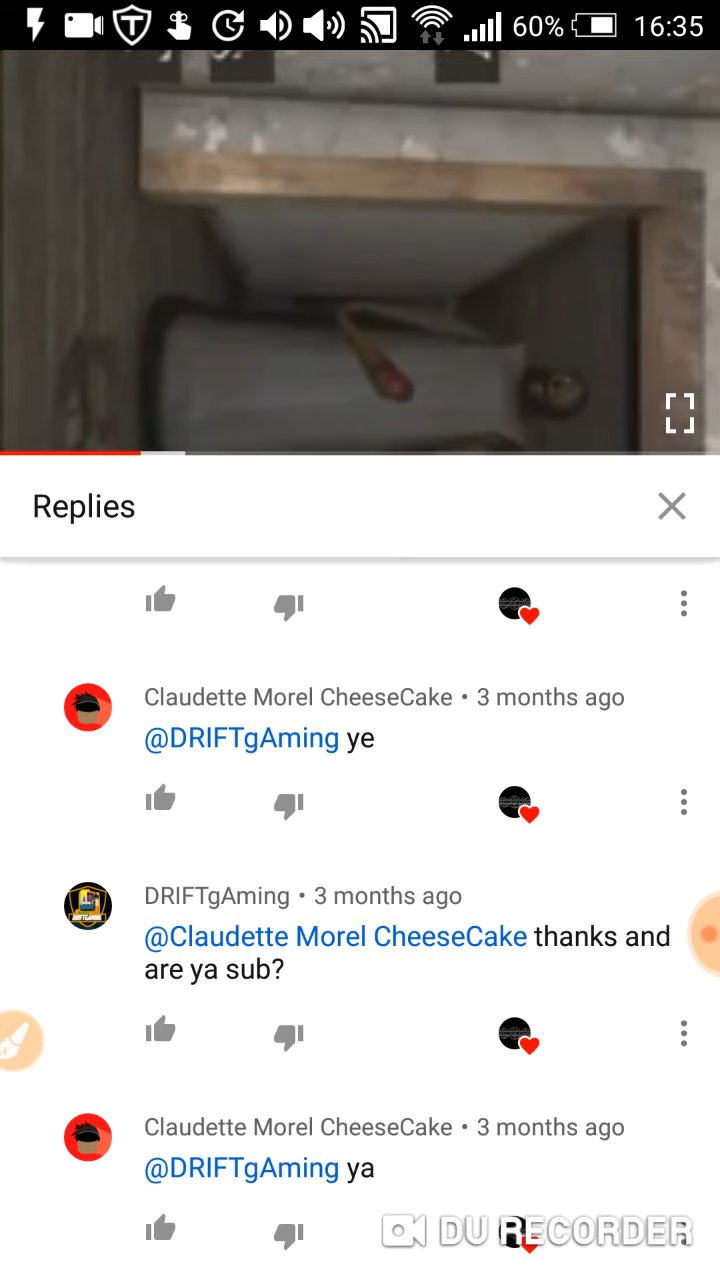 60% 16:35
Replies
Claudette Morel CheeseCake • 3 months ago
@DRIFTgAming ye
DRIFTgAming • 3 months ago
@Claudette Morel CheeseCake thanks and
are ya sub?
Claudette Morel CheeseCake • 3 months ago
@DRIFTgAming ya
DU RECORDER